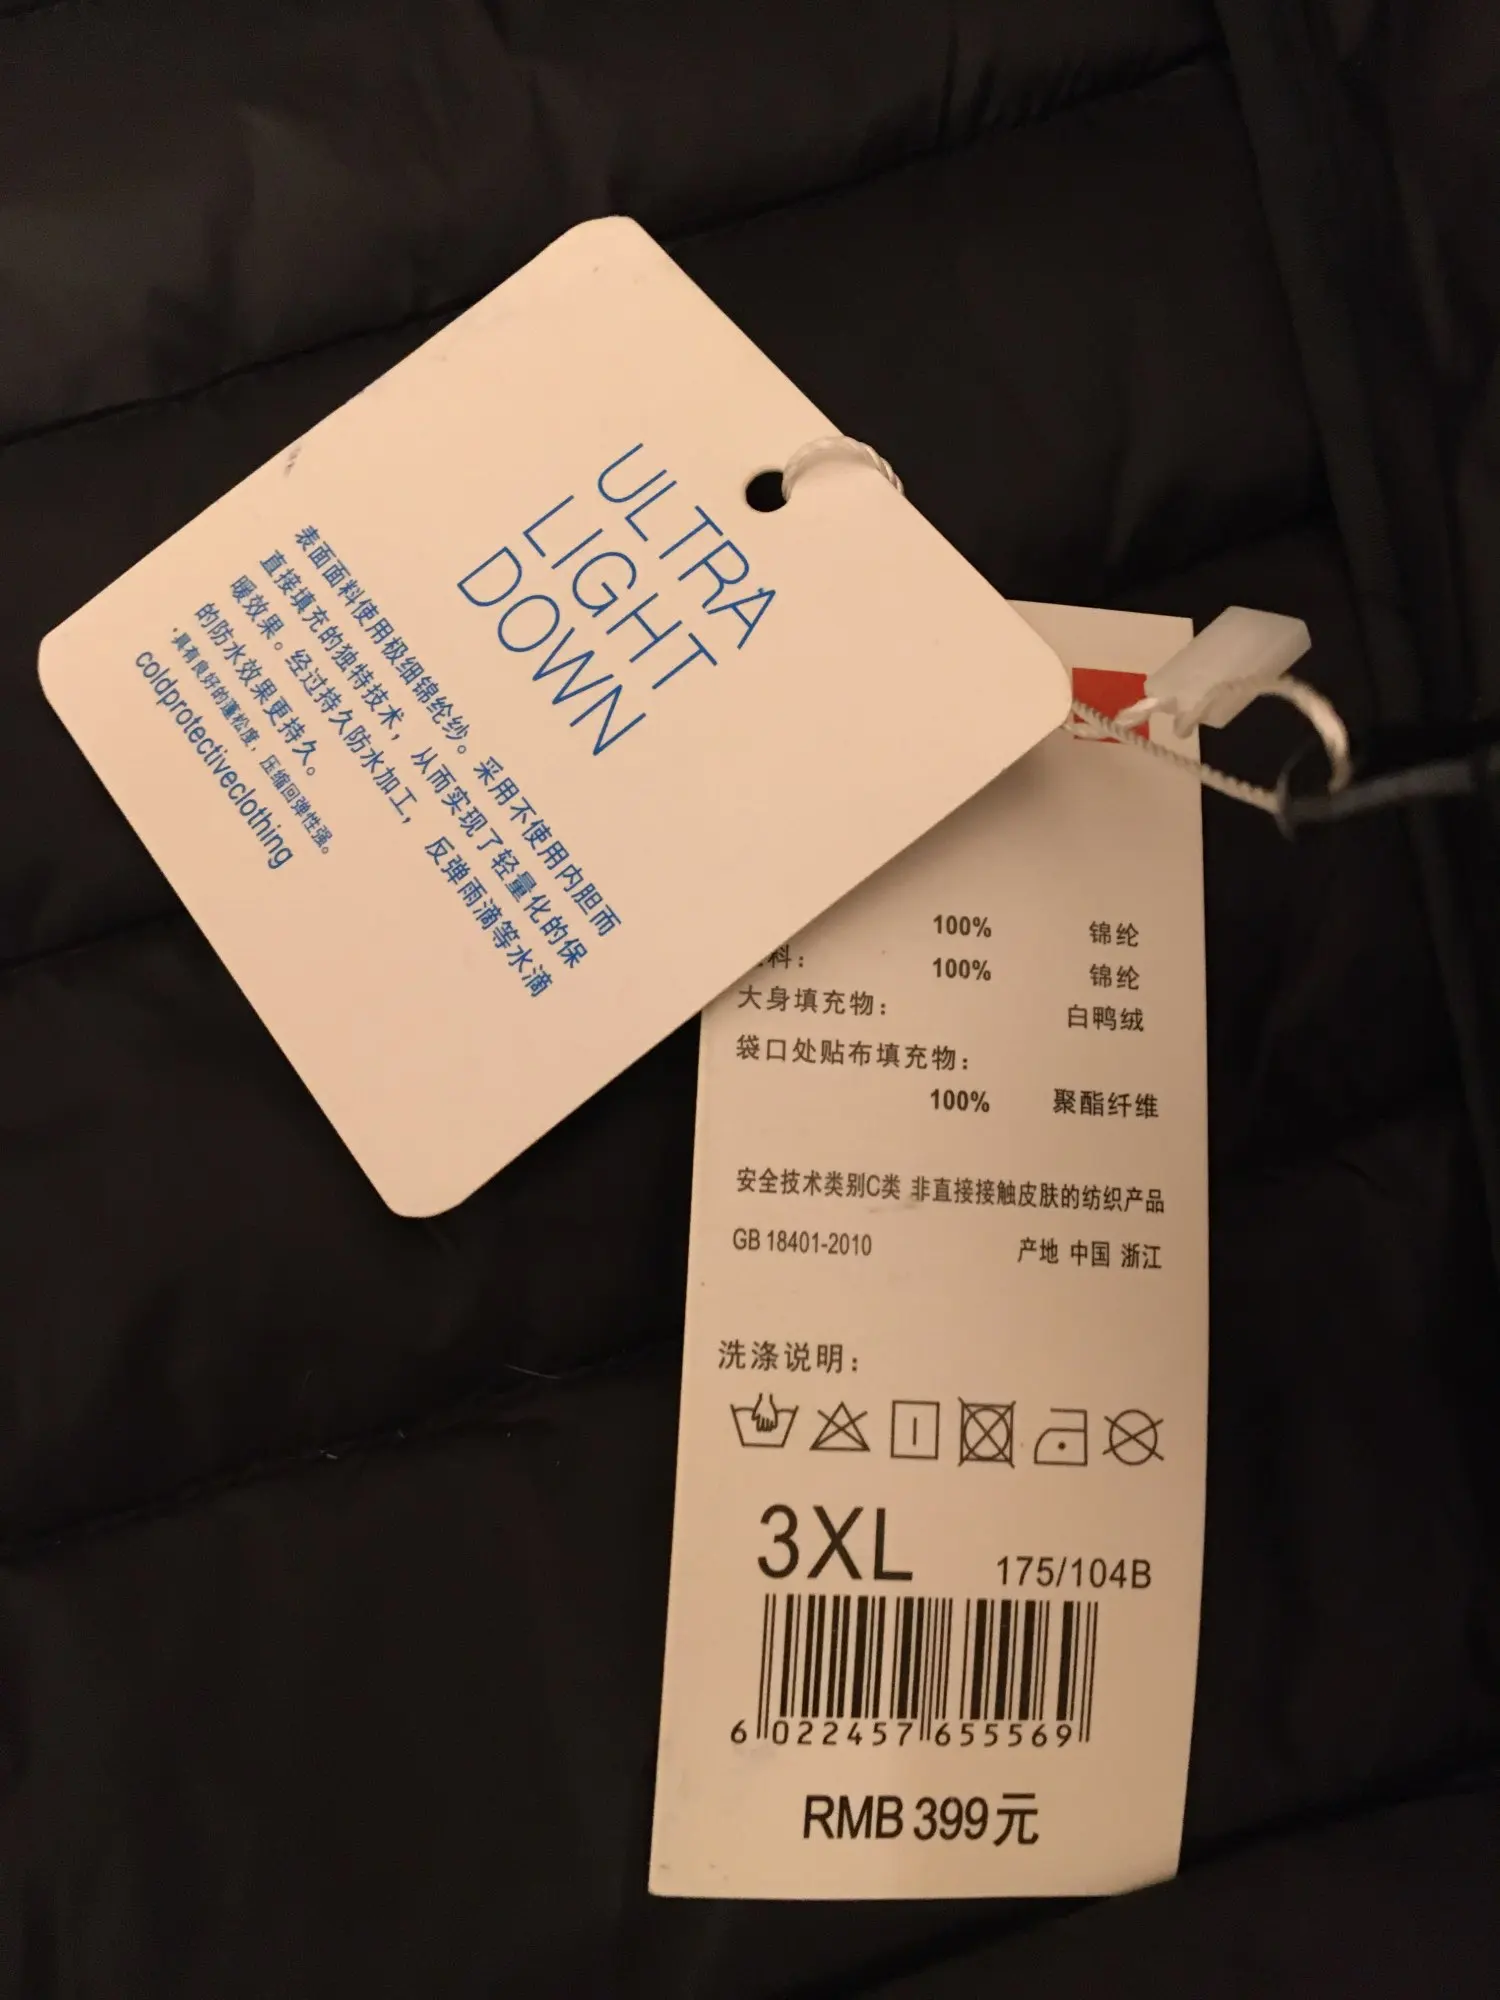 ULTRA
LIGHT
DOWN
表面面料使用极细锦纶纱。采用不使用内胆而
直接填充的独特技术，从而实现了轻量化的保
暖效果。经过持久防水加工，反弹雨滴等水滴
的防水效果更持久。
*具有良好的蓬松度，压缩回弹性强。
coldprotectiveclothing
100% 锦纶
料： 100% 锦纶
大身填充物： 白鸭绒
袋口处贴布填充物：
100% 聚酯纤维
安全技术类别C类 非直接接触皮肤的纺织产品
GB 18401-2010 产地 中国 浙江
洗涤说明：
3XL 175/104B
6 022457 655569
RMB 399元